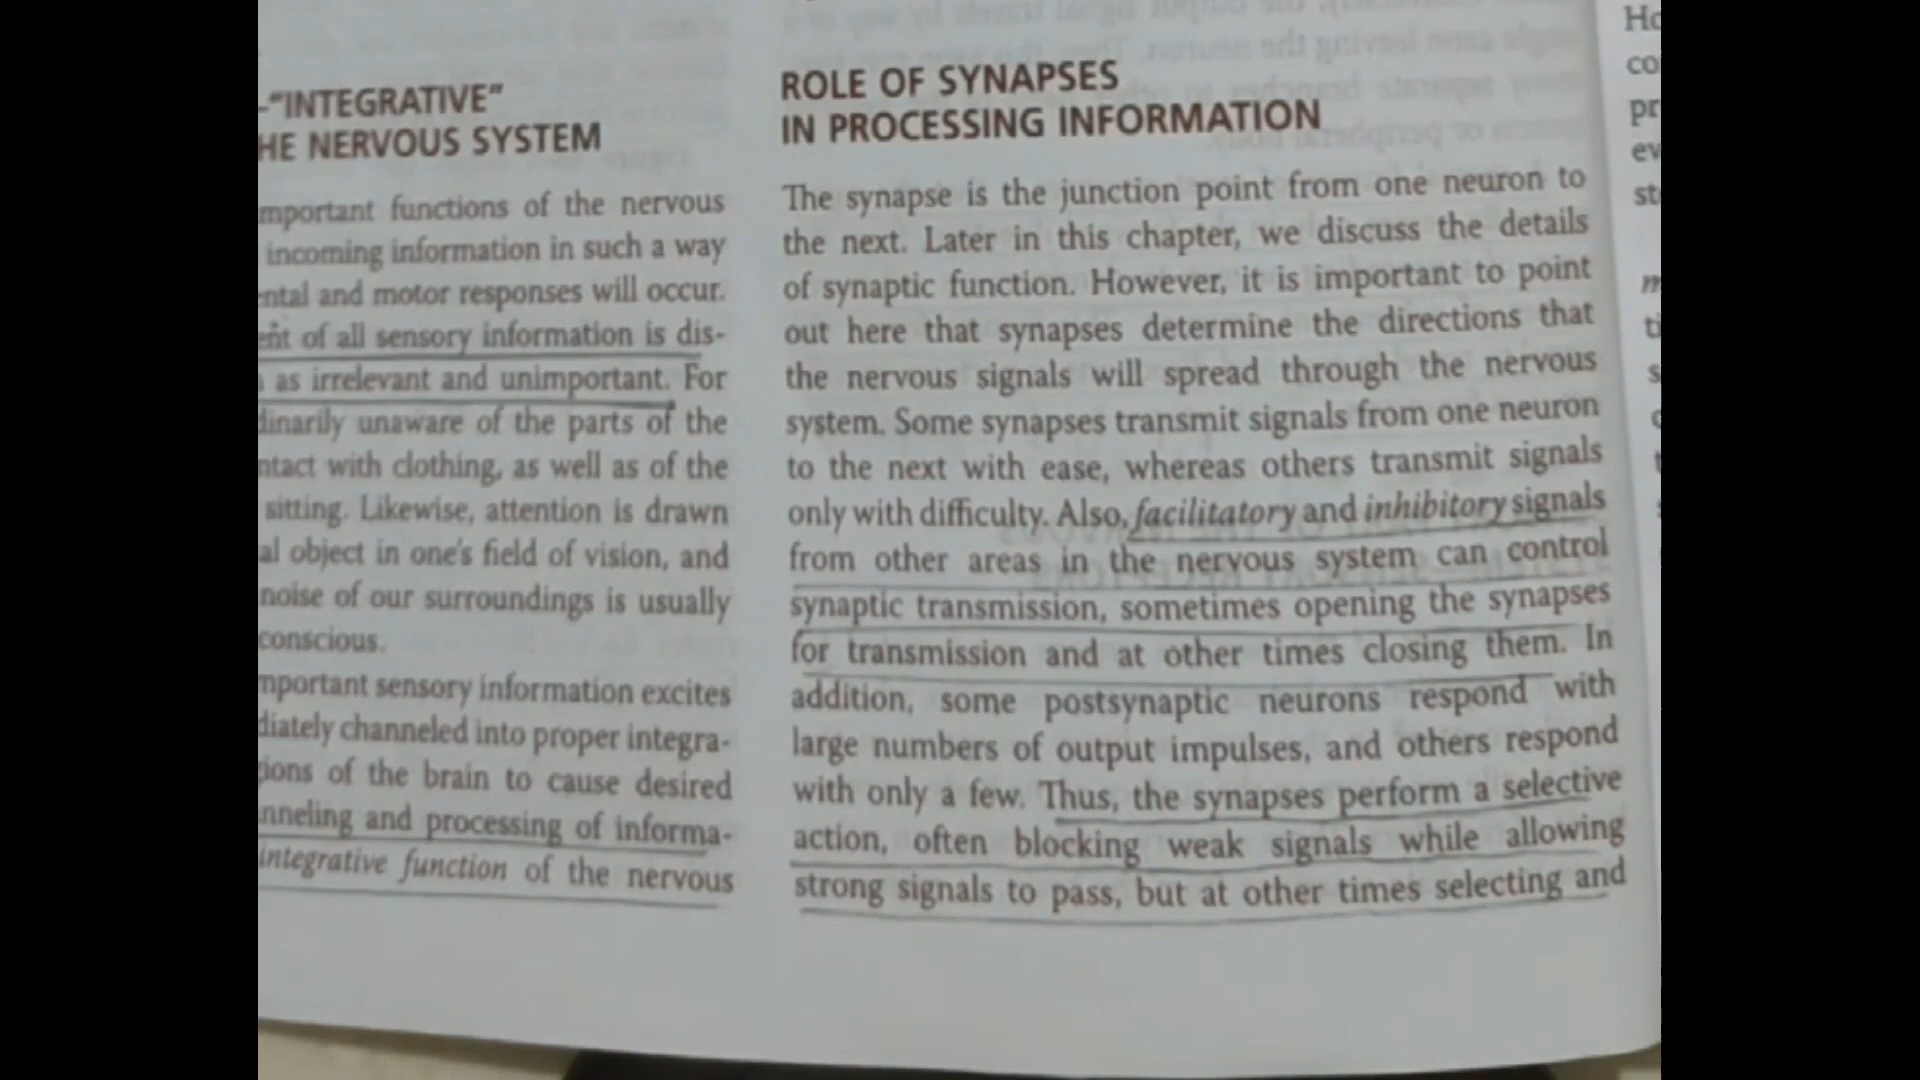 -"INTEGRATIVE"
HE NERVOUS SYSTEM
mportant functions of the nervous
incoming information in such a way
ental and motor responses will occur.
ent of all sensory information is dis-
as irrelevant and unimportant. For
dinarily unaware of the parts of the
ntact with clothing, as well as of the
sitting. Likewise, attention is drawn
al object in one's field of vision, and
noise of our surroundings is usually
conscious.
mportant sensory information excites
diately channeled into proper integra-
ions of the brain to cause desired
nneling and processing of informa-
integrative function of the nervous
ROLE OF SYNAPSES
IN PROCESSING INFORMATION
The synapse is the junction point from one neuron to
the next. Later in this chapter, we discuss the details
of synaptic function. However, it is important to point
out here that synapses determine the directions that
the nervous signals will spread through the nervous
system. Some synapses transmit signals from one neuron
to the next with ease, whereas others transmit signals
only with difficulty. Also, facilitatory and inhibitory signals
from other areas in the nervous system can control
synaptic transmission, sometimes opening the synapses
for transmission and at other times closing them. In
addition, some postsynaptic neurons respond with
large numbers of output impulses, and others respond
with only a few. Thus, the synapses perform a selective
action, often blocking weak signals while allowing
strong signals to pass, but at other times selecting and
Ho
co
pr
ev
st